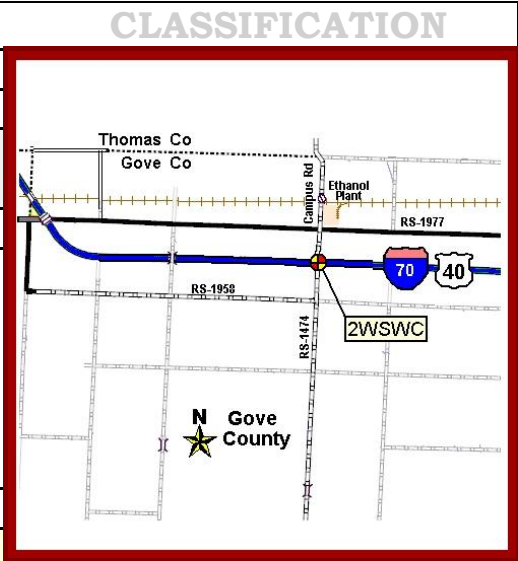 CLASSIFICATION
Thomas Co
Gove Co
Campus Rd
Ethanol
Plant
RS-1977
70
40
RS-1958
RS-1474
2WSWC
N
Gove
County